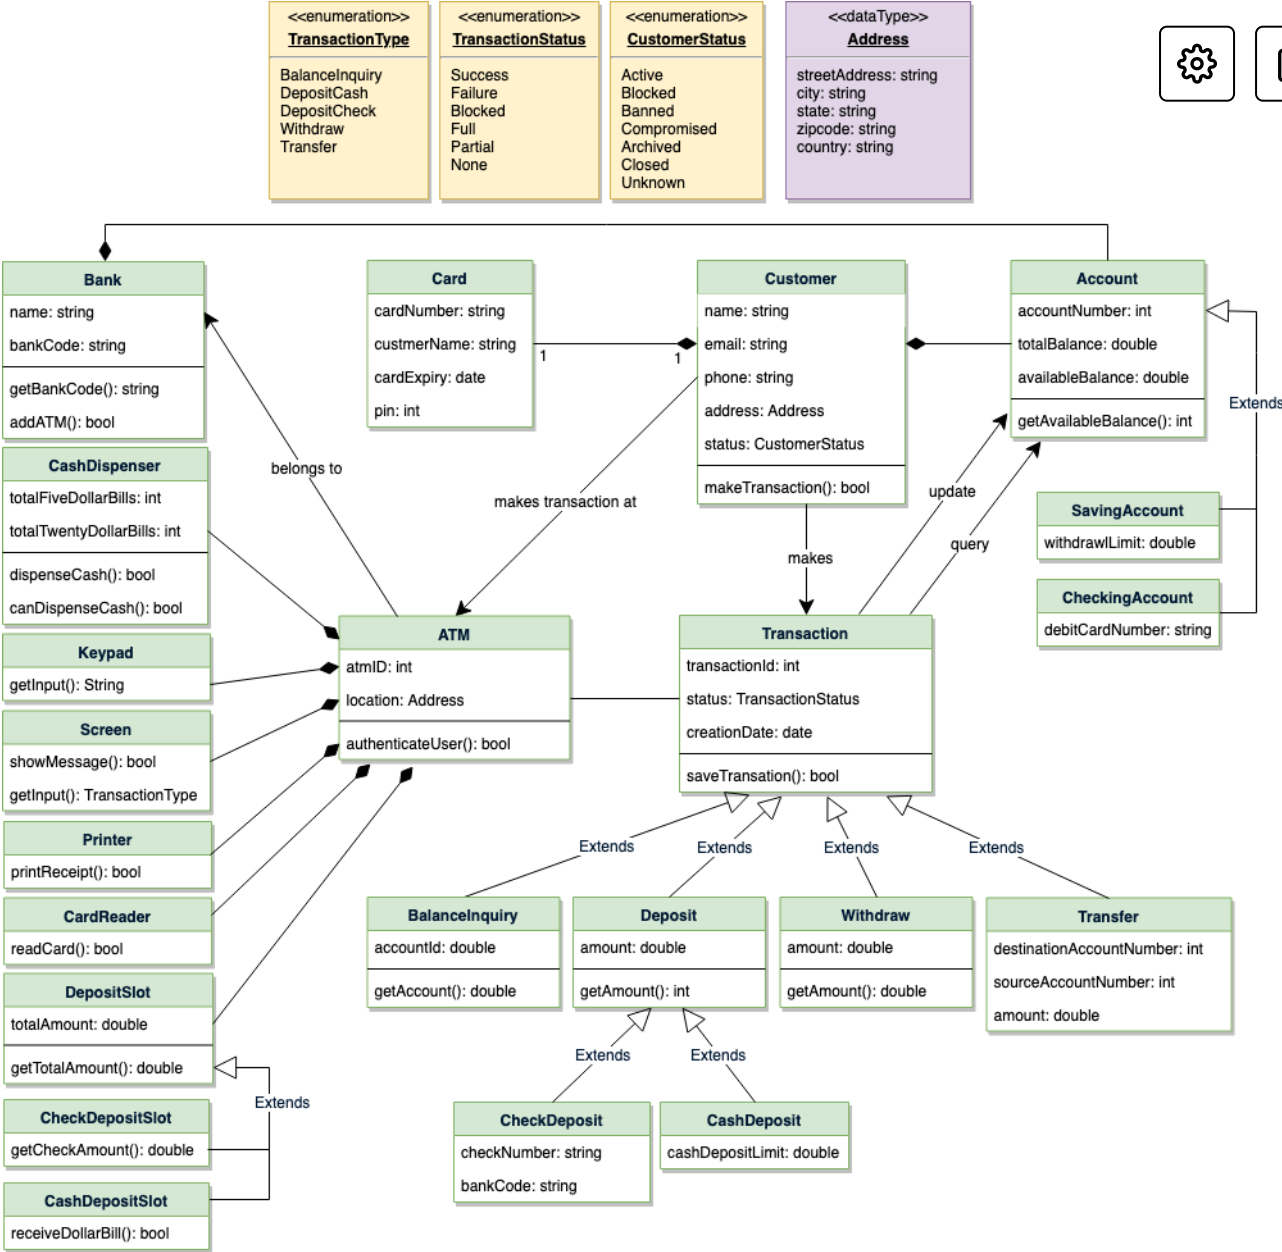 <<enumeration>>
TransactionType
BalanceInquiry
DepositCash
DepositCheck
Withdraw
Transfer
<<enumeration>>
TransactionStatus
Success
Failure
Blocked
Full
Partial
None
<<enumeration>>
CustomerStatus
Active
Blocked
Banned
Compromised
Archived
Closed
Unknown
<<dataType>>
Address
streetAddress: string
city: string
state: string
zipcode: string
country: string
Bank
name: string
bankCode: string
getBankCode(): string
addATM(): bool
Card
cardNumber: string
custmerName: string
cardExpiry: date
pin: int
1
1
Customer
name: string
email: string
phone: string
address: Address
status: CustomerStatus
makeTransaction(): bool
Account
accountNumber: int
totalBalance: double
availableBalance: double
getAvailableBalance(): int
Extends
belongs to
makes transaction at
makes
update
query
SavingAccount
withdrawlLimit: double
CheckingAccount
debitCardNumber: string
CashDispenser
totalFiveDollarBills: int
totalTwentyDollarBills: int
dispenseCash(): bool
canDispenseCash(): bool
Keypad
getInput(): String
Screen
showMessage(): bool
getInput(): TransactionType
Printer
printReceipt(): bool
CardReader
readCard(): bool
DepositSlot
totalAmount: double
getTotalAmount(): double
Extends
CheckDepositSlot
getCheckAmount(): double
CashDepositSlot
receiveDollarBill(): bool
ATM
atmID: int
location: Address
authenticateUser(): bool
Transaction
transactionId: int
status: TransactionStatus
creationDate: date
saveTransation(): bool
Extends
Extends
Extends
Extends
BalanceInquiry
accountId: double
getAccount(): double
Deposit
amount: double
getAmount(): int
Withdraw
amount: double
getAmount(): double
Transfer
destinationAccountNumber: int
sourceAccountNumber: int
amount: double
Extends
Extends
CheckDeposit
checkNumber: string
bankCode: string
CashDeposit
cashDepositLimit: double